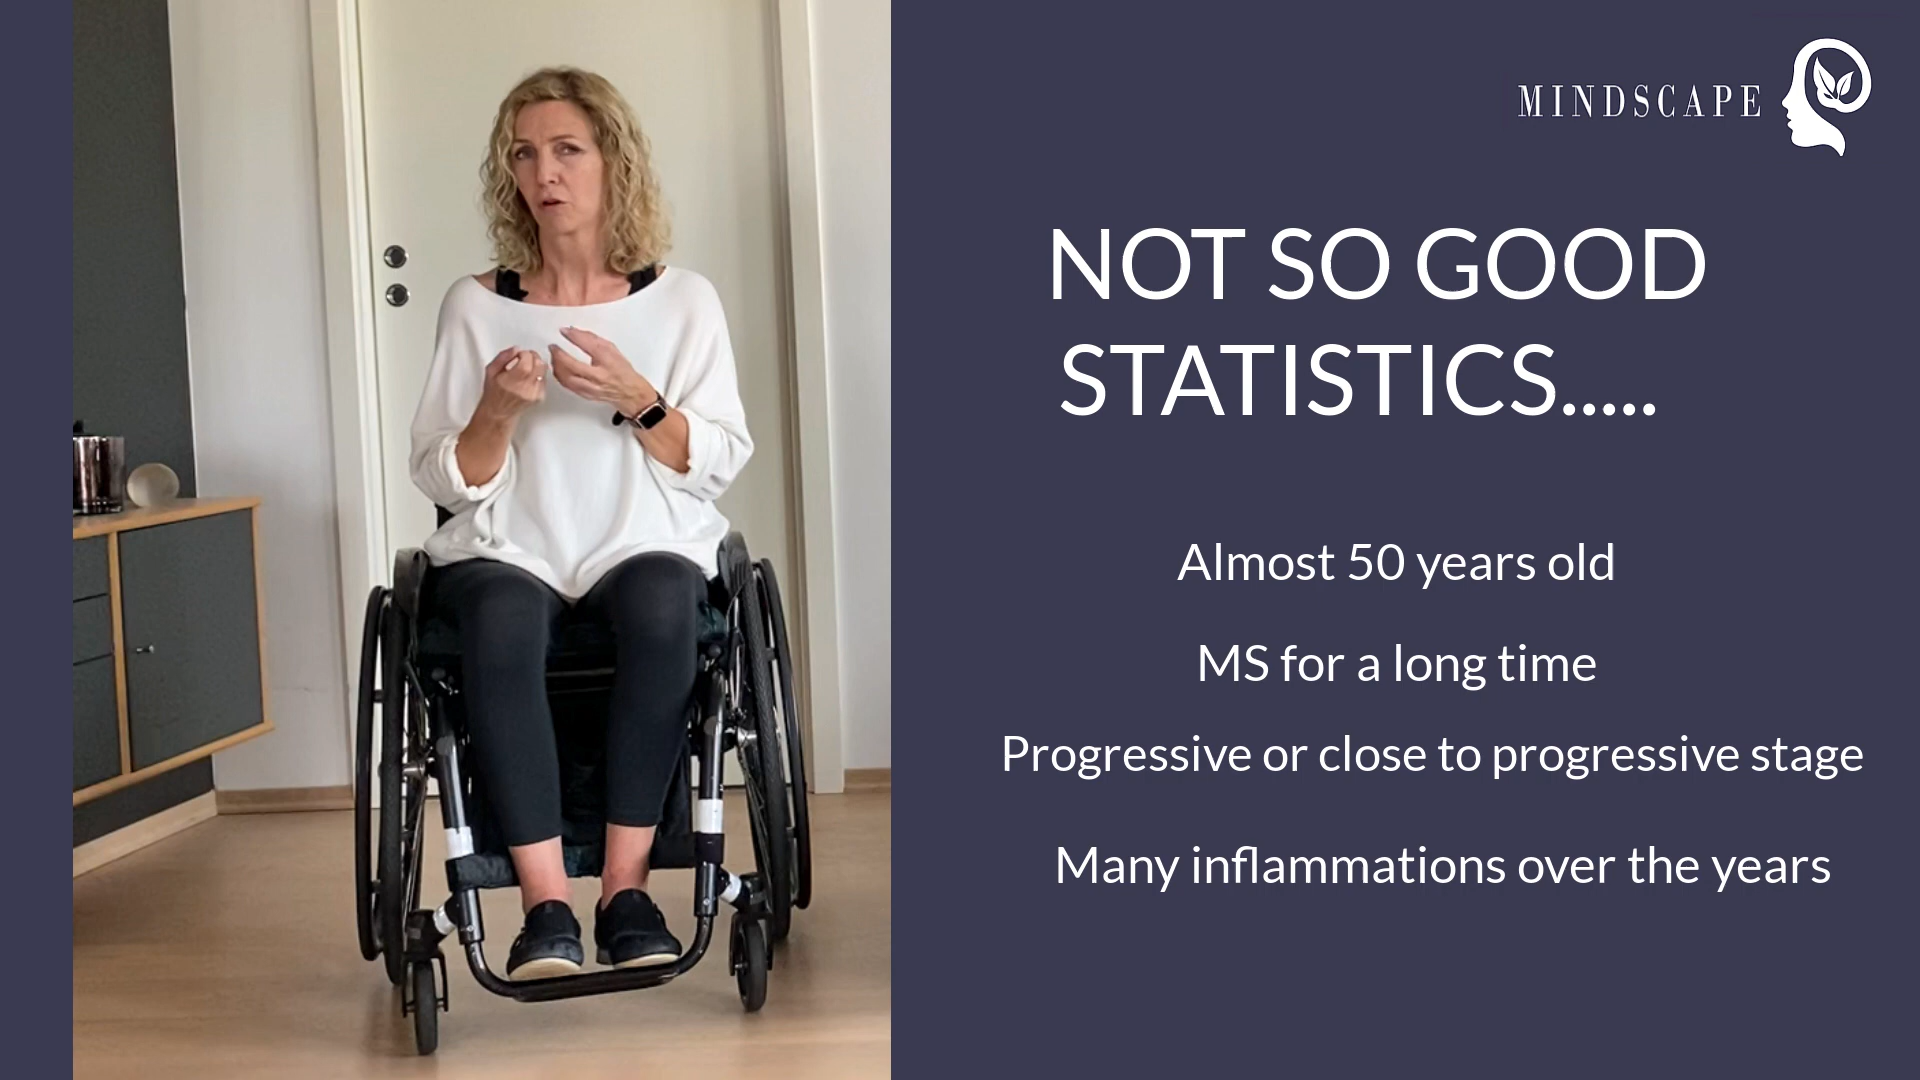 MINDSCAPE
NOT SO GOOD
STATISTICS.....
Almost 50 years old
MS for a long time
Progressive or close to progressive stage
Many inflammations over the years